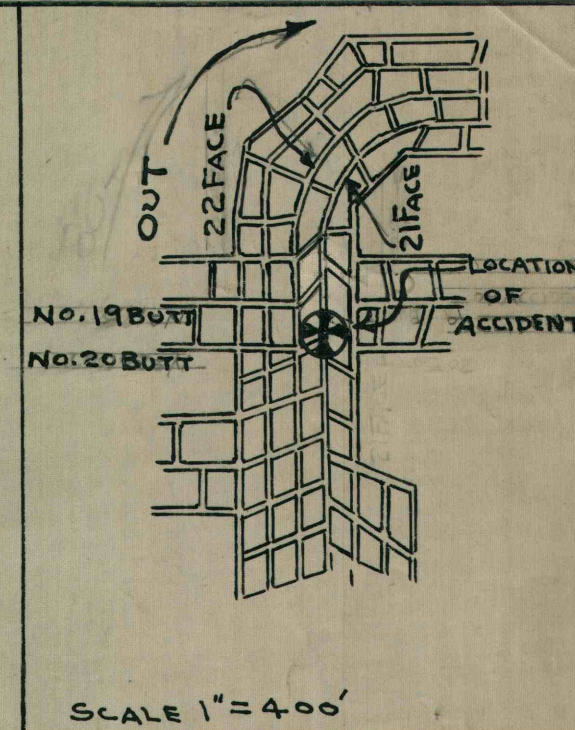 OUT
22 FACE
21 FACE
LOCATION
OF
ACCIDENT
NO. 19 BUTT
NO. 20 BUTT
SCALE 1" = 400'